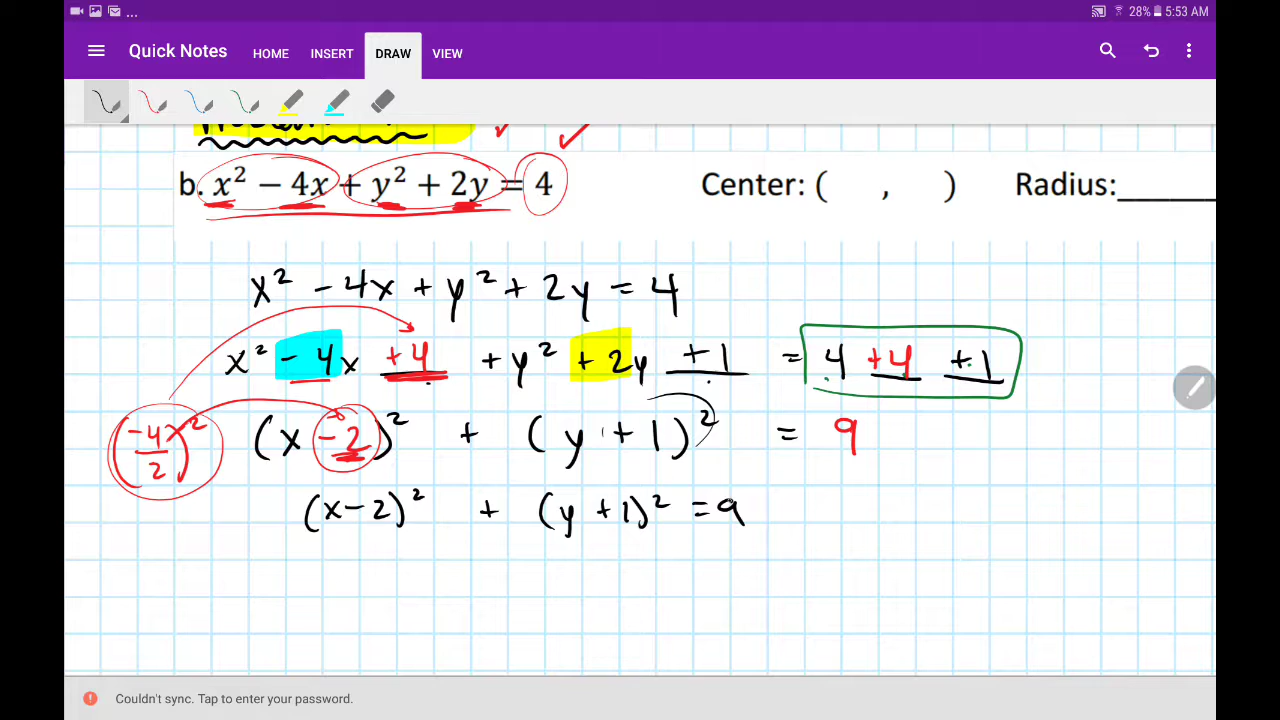 ... 28% 5:53 AM
Quick Notes HOME INSERT DRAW VIEW
b. x² − 4x + y² + 2y = 4 Center: ( , ) Radius:______
x² - 4x + y² + 2y = 4
x² - 4x +4 + y² + 2y + 1 = 4 +4 +1
(-4x/2)² (x - 2)² + (y + 1)² = 9
(x - 2)² + (y + 1)² = 9
Couldn't sync. Tap to enter your password.